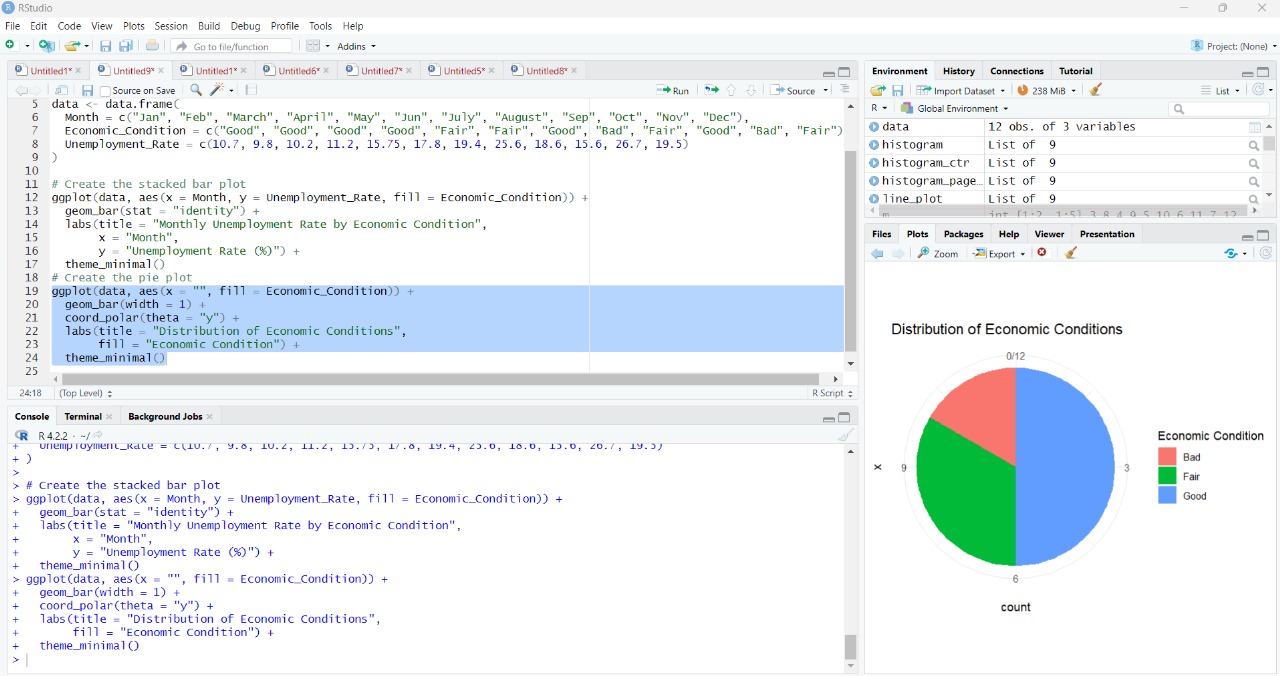 RStudio
File Edit Code View Plots Session Build Debug Profile Tools Help
Go to file/function Addins Project: (None)
Untitled1* Untitled9* Untitled1* Untitled6* Untitled7* Untitled5* Untitled8*
Source on Save Run Source
5 data <- data.frame(
6 Month = c("Jan", "Feb", "March", "April", "May", "Jun", "July", "August", "Sep", "Oct", "Nov", "Dec"),
7 Economic_Condition = c("Good", "Good", "Good", "Good", "Fair", "Fair", "Good", "Bad", "Fair", "Good", "Bad", "Fair")
8 Unemployment_Rate = c(10.7, 9.8, 10.2, 11.2, 15.75, 17.8, 19.4, 25.6, 18.6, 15.6, 26.7, 19.5)
9 )
10
11 # Create the stacked bar plot
12 ggplot(data, aes(x = Month, y = Unemployment_Rate, fill = Economic_Condition)) +
13 geom_bar(stat = "identity") +
14 labs(title = "Monthly Unemployment Rate by Economic Condition",
15 x = "Month",
16 y = "Unemployment Rate (%)") +
17 theme_minimal()
18 # Create the pie plot
19 ggplot(data, aes(x = "", fill = Economic_Condition)) +
20 geom_bar(width = 1) +
21 coord_polar(theta = "y") +
22 labs(title = "Distribution of Economic Conditions",
23 fill = "Economic Condition") +
24 theme_minimal()
25
24:18 (Top Level) R Script
Console Terminal Background Jobs
R 4.2.2 · ~/
+ Unemployment_Rate = c(10.7, 9.8, 10.2, 11.2, 15.75, 17.8, 19.4, 25.6, 18.6, 15.6, 26.7, 19.5)
+ )
>
> # Create the stacked bar plot
> ggplot(data, aes(x = Month, y = Unemployment_Rate, fill = Economic_Condition)) +
+ geom_bar(stat = "identity") +
+ labs(title = "Monthly Unemployment Rate by Economic Condition",
+ x = "Month",
+ y = "Unemployment Rate (%)") +
+ theme_minimal()
> ggplot(data, aes(x = "", fill = Economic_Condition)) +
+ geom_bar(width = 1) +
+ coord_polar(theta = "y") +
+ labs(title = "Distribution of Economic Conditions",
+ fill = "Economic Condition") +
+ theme_minimal()
>
Environment History Connections Tutorial
Import Dataset 238 MiB List
R Global Environment
data 12 obs. of 3 variables
histogram List of 9
histogram_ctr List of 9
histogram_page… List of 9
line_plot List of 9
Files Plots Packages Help Viewer Presentation
Zoom Export
Distribution of Economic Conditions
0/12
x 9 3
6
count
Economic Condition
Bad
Fair
Good